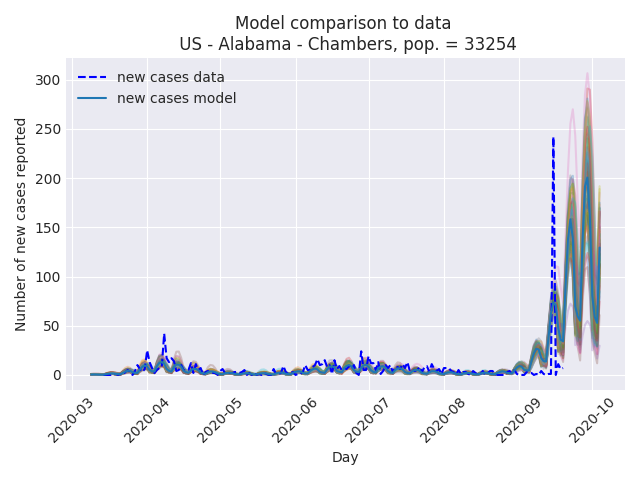 Model comparison to data
US - Alabama - Chambers, pop. = 33254
new cases data
new cases model
Number of new cases reported
300
250
200
150
100
50
0
2020-03
2020-04
2020-05
2020-06
2020-07
2020-08
2020-09
2020-10
Day